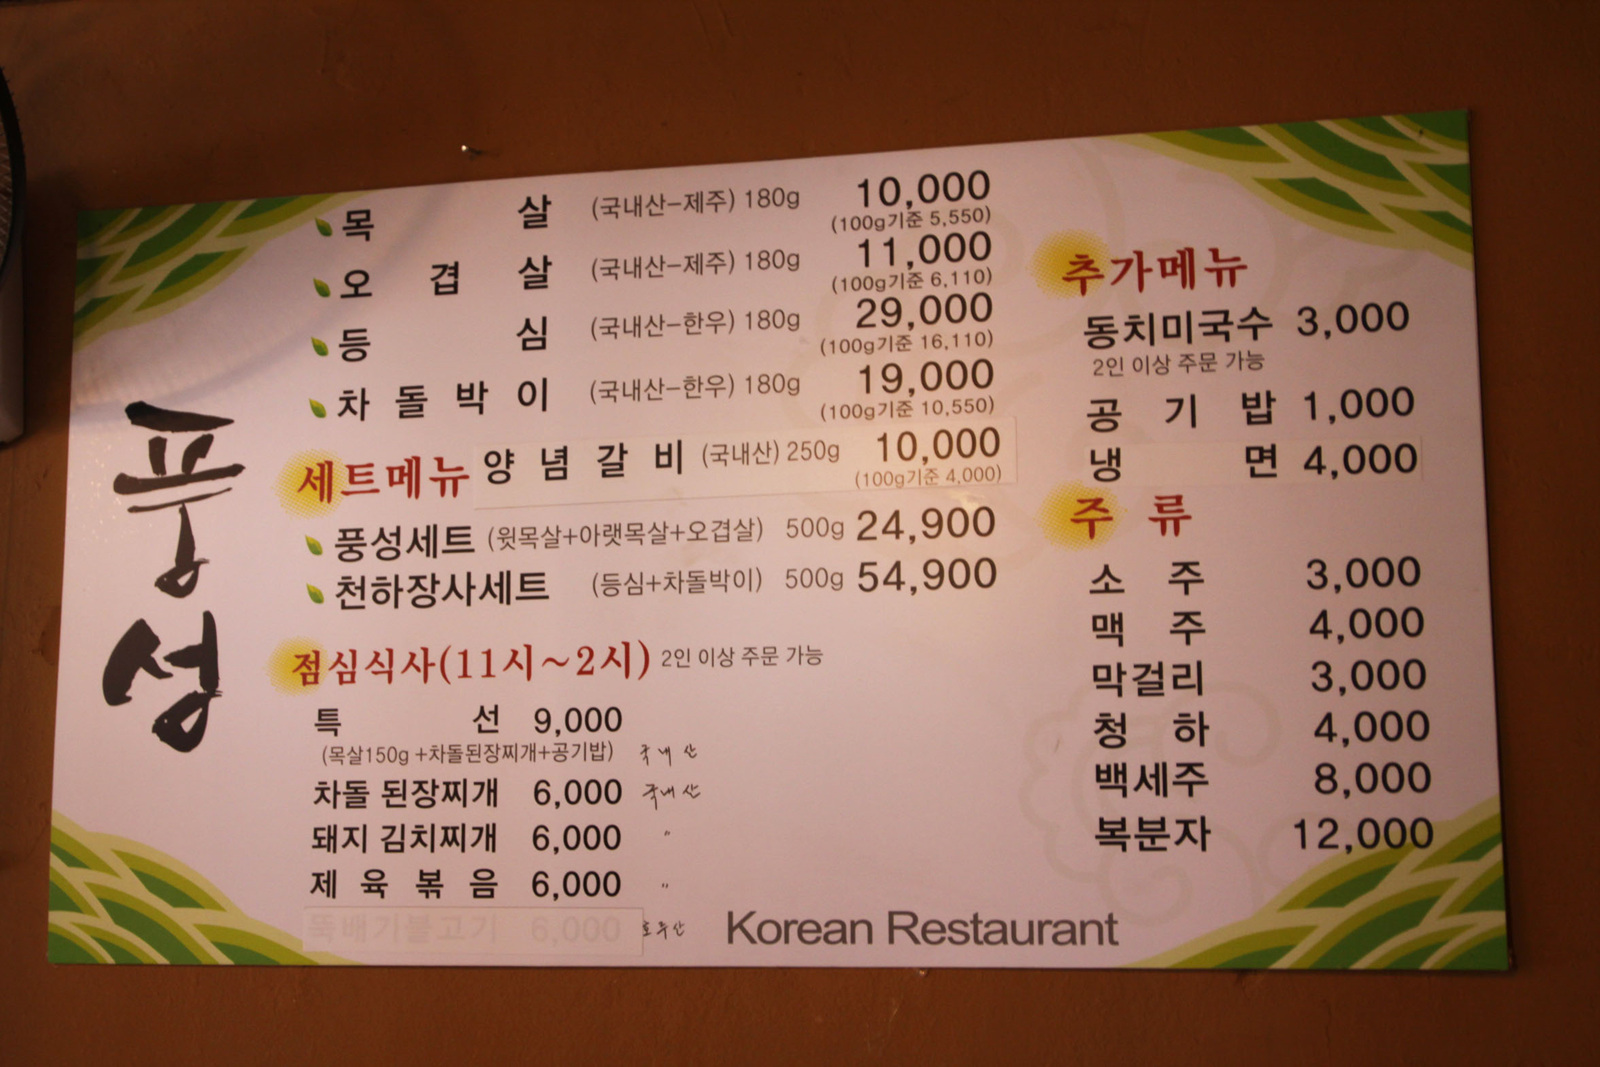 풍성
목살 (국내산-제주) 180g 10,000
(100g기준 5,550)
오겹살 (국내산-제주) 180g 11,000
(100g기준 6,110)
등심 (국내산-한우) 180g 29,000
(100g기준 16,110)
차돌박이 (국내산-한우) 180g 19,000
(100g기준 10,550)
세트메뉴 양념갈비 (국내산) 250g 10,000
(100g기준 4,000)
풍성세트 (윗목살+아랫목살+오겹살) 500g 24,900
천하장사세트 (등심+차돌박이) 500g 54,900
점심식사(11시~2시) 2인 이상 주문 가능
특선 9,000
(목살150g +차돌된장찌개+공기밥) 국내산
차돌 된장찌개 6,000 국내산
돼지 김치찌개 6,000 〃
제육볶음 6,000 〃
뚝배기불고기 6,000 호주산
추가메뉴
동치미국수 3,000
2인 이상 주문 가능
공기밥 1,000
냉면 4,000
주류
소주 3,000
맥주 4,000
막걸리 3,000
청하 4,000
백세주 8,000
복분자 12,000
Korean Restaurant